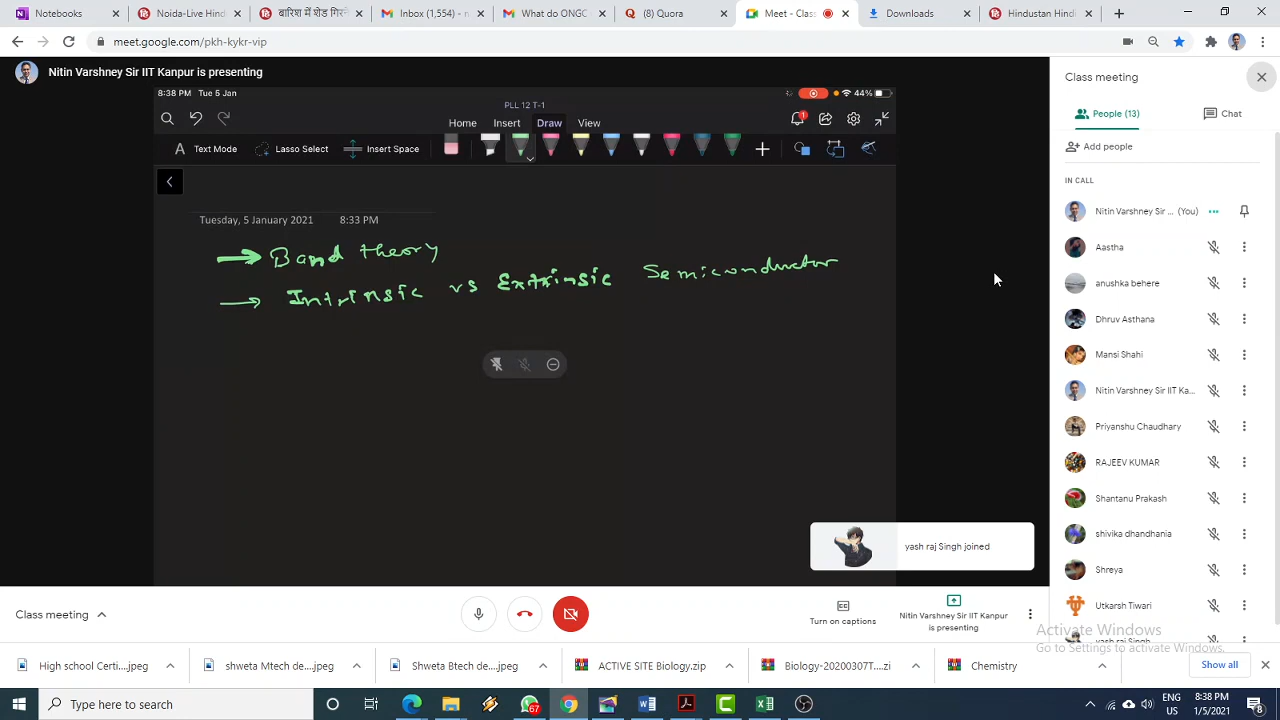 Notebooks
Noida-Live Hindi
बारिश में
Inbox (1,554) - n
What do ONGC
(8) Quora
Meet - Class
Downloads
Hindustan Hindi
meet.google.com/pkh-kykr-vip
Nitin Varshney Sir IIT Kanpur is presenting
8:38 PM Tue 5 Jan
44%
PLL 12 T-1
Home
Insert
Draw
View
1
Text Mode
Lasso Select
Insert Space
Tuesday, 5 January 2021 8:33 PM
→ Band theory
→ Intrinsic vs Extrinsic Semiconductor
yash raj Singh joined
Class meeting
People (13)
Chat
Add people
IN CALL
Nitin Varshney Sir ... (You)
Aastha
anushka behere
Dhruv Asthana
Mansi Shahi
Nitin Varshney Sir IIT Ka...
Priyanshu Chaudhary
RAJEEV KUMAR
Shantanu Prakash
shivika dhandhania
Shreya
Utkarsh Tiwari
yash raj Singh
Class meeting
Turn on captions
Nitin Varshney Sir IIT Kanpur
is presenting
Activate Windows
Go to Settings to activate Windows.
High school Certi....jpeg
shweta Mtech de....jpeg
Shweta Btech de....jpeg
ACTIVE SITE Biology.zip
Biology-20200307T....zi
Chemistry
Show all
Type here to search
67
ENG
US
8:38 PM
1/5/2021
8